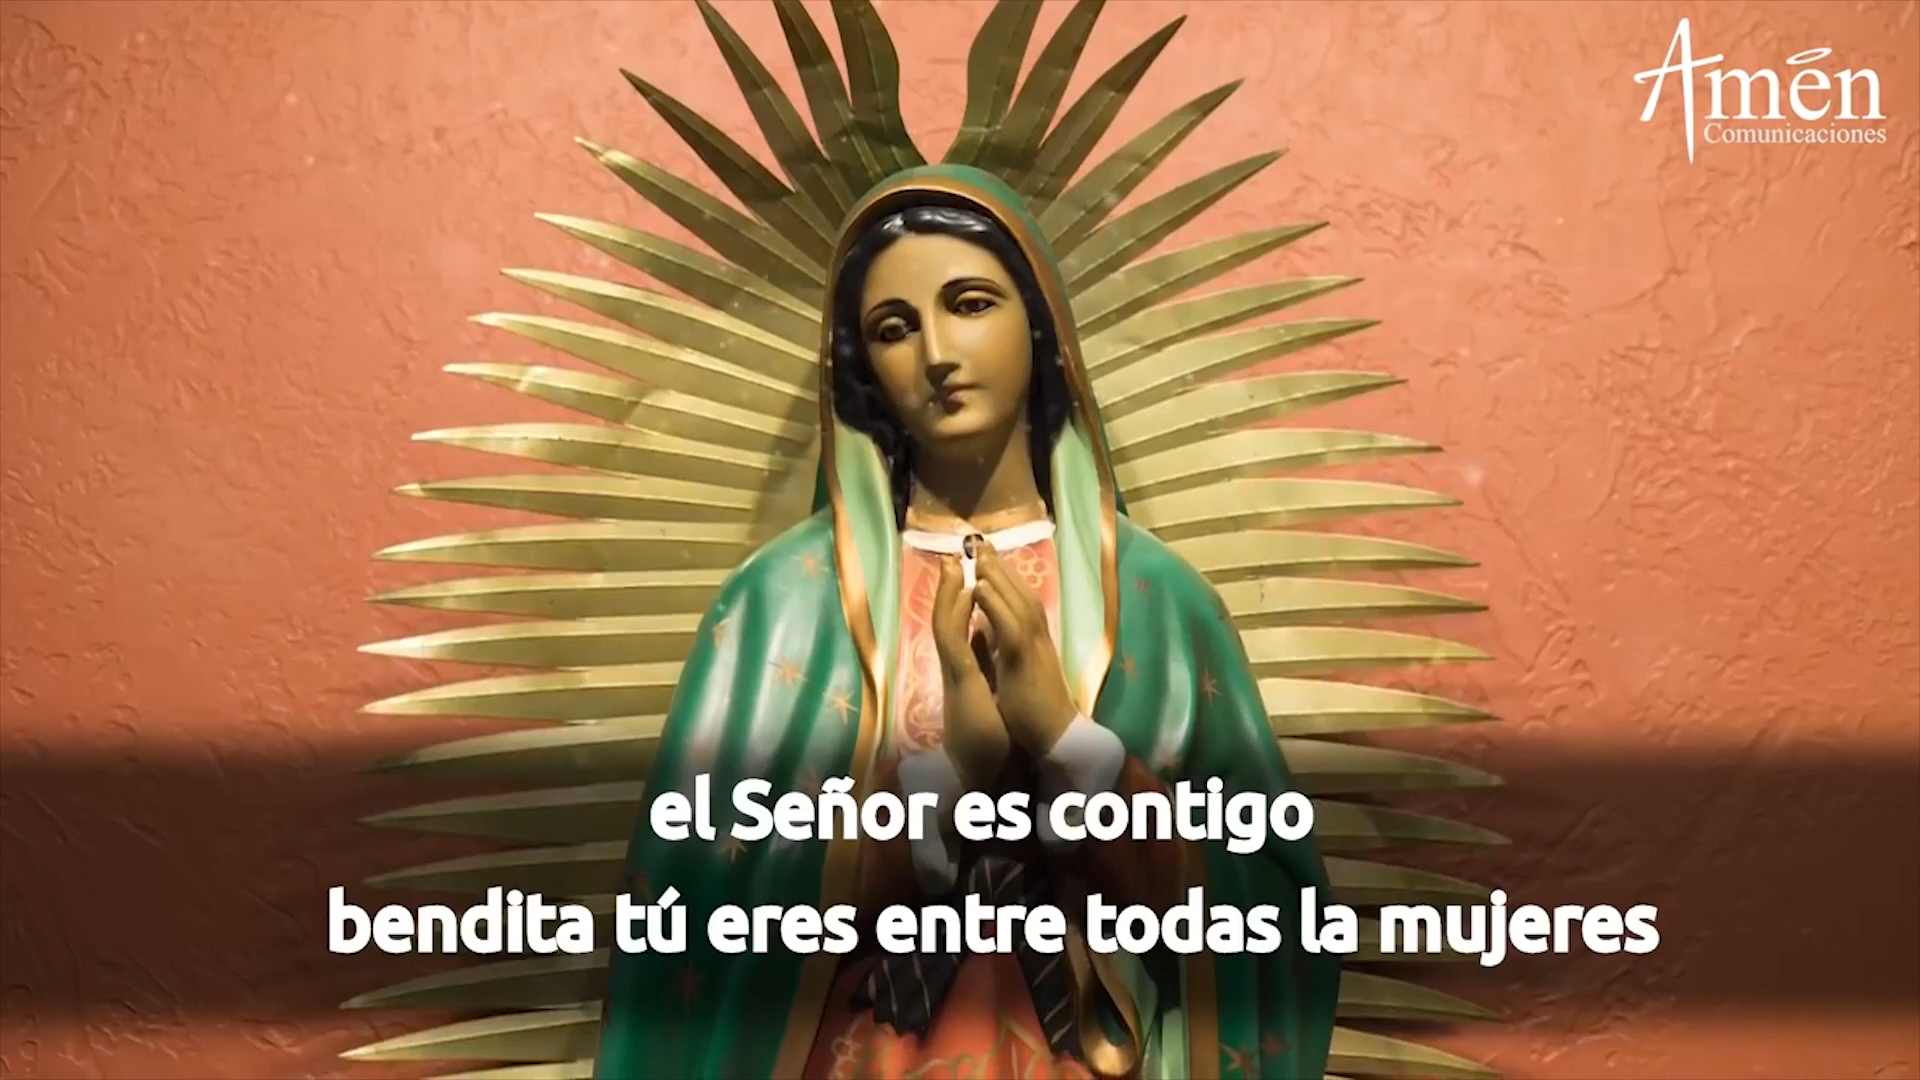 Amén
Comunicaciones
el Señor es contigo
bendita tú eres entre todas la mujeres